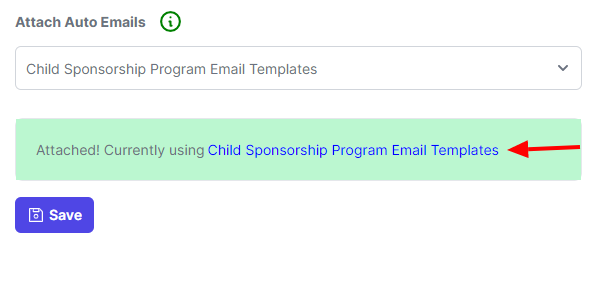 Attach Auto Emails
Child Sponsorship Program Email Templates
Attached! Currently using Child Sponsorship Program Email Templates
Save